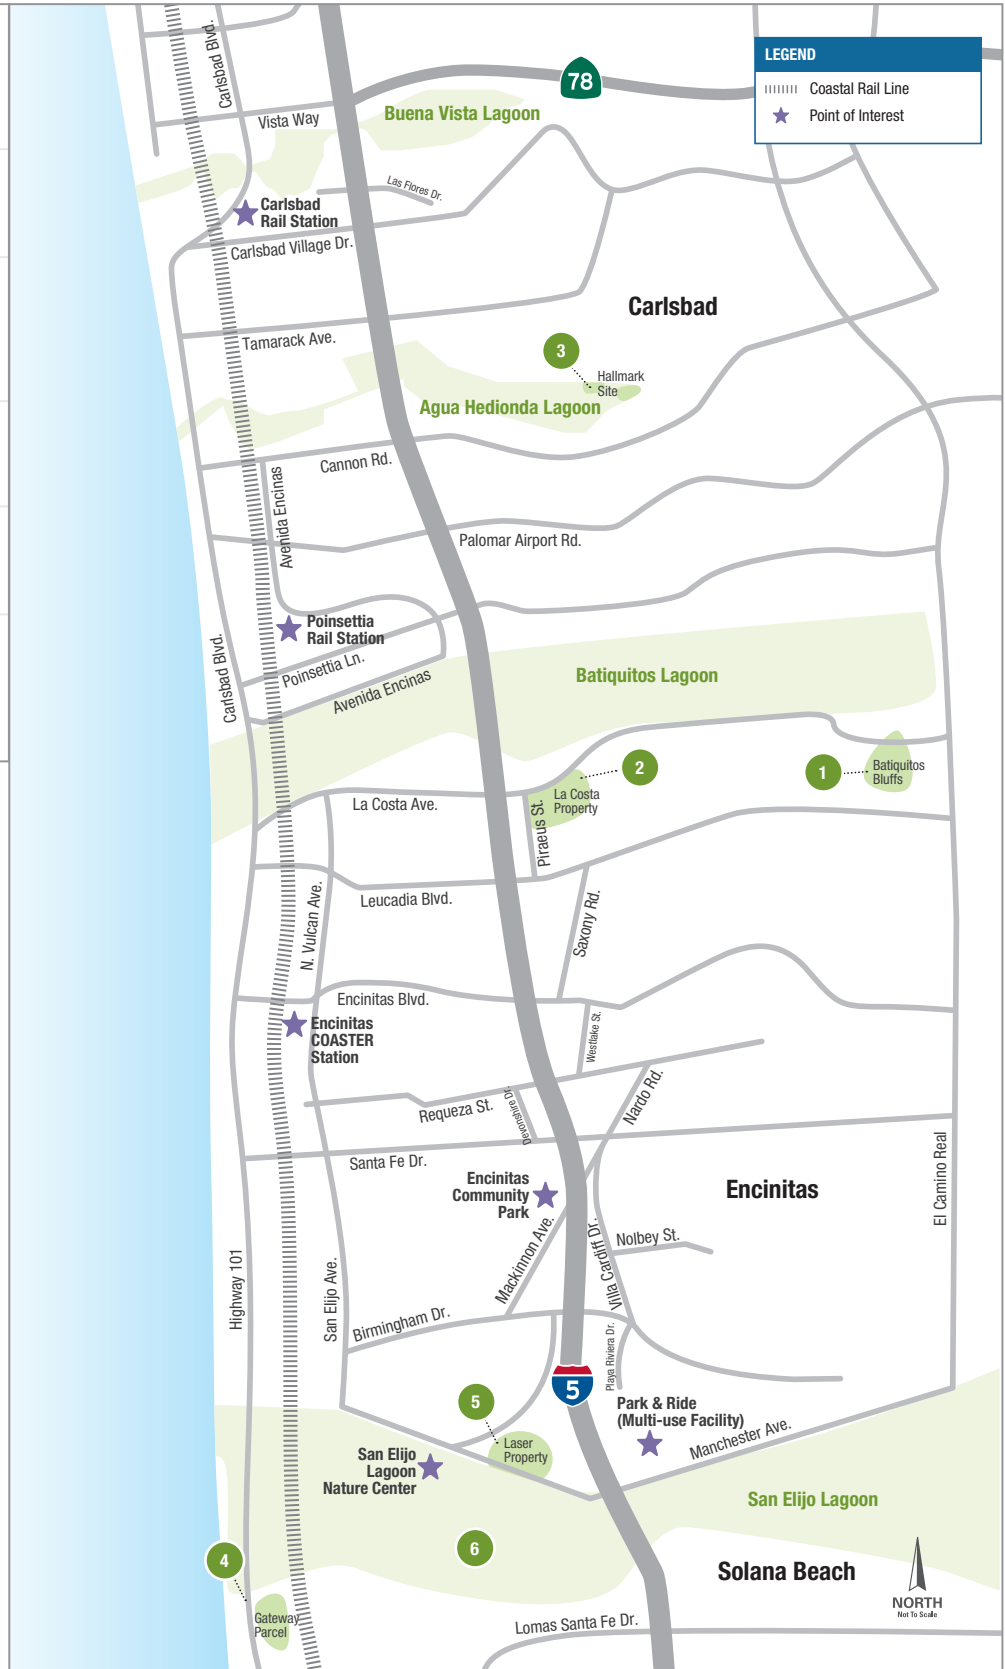 Carlsbad Blvd.
78
LEGEND
Coastal Rail Line
Point of Interest
Vista Way
Buena Vista Lagoon
Las Flores Dr.
Carlsbad
Rail Station
Carlsbad Village Dr.
Carlsbad
Tamarack Ave.
3
Hallmark
Site
Agua Hedionda Lagoon
Cannon Rd.
Avenida Encinas
Palomar Airport Rd.
Poinsettia
Rail Station
Carlsbad Blvd.
Poinsettia Ln.
Avenida Encinas
Batiquitos Lagoon
2
1
Batiquitos
Bluffs
La Costa
Property
La Costa Ave.
Piraeus St.
Leucadia Blvd.
N. Vulcan Ave.
Saxony Rd.
Encinitas Blvd.
Encinitas
COASTER
Station
Westlake St.
Requeza St.
Devonshire Dr.
Nardo Rd.
Santa Fe Dr.
El Camino Real
Encinitas
Community
Park
Encinitas
Mackinnon Ave.
Villa Cardiff Dr.
Nolbey St.
Highway 101
San Elijo Ave.
Birmingham Dr.
Playa Riviera Dr.
5
5
Park & Ride
(Multi-use Facility)
Manchester Ave.
Laser
Property
San Elijo
Lagoon
Nature Center
San Elijo Lagoon
6
4
Solana Beach
NORTH
Not To Scale
Gateway
Parcel
Lomas Santa Fe Dr.